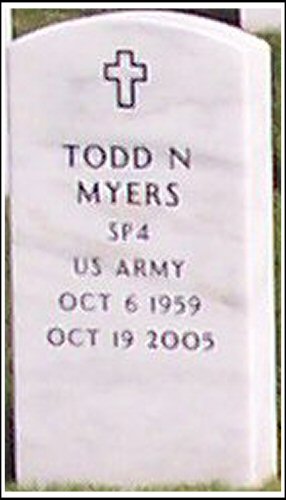 TODD N
MYERS
SP4
US ARMY
OCT 6 1959
OCT 19 2005